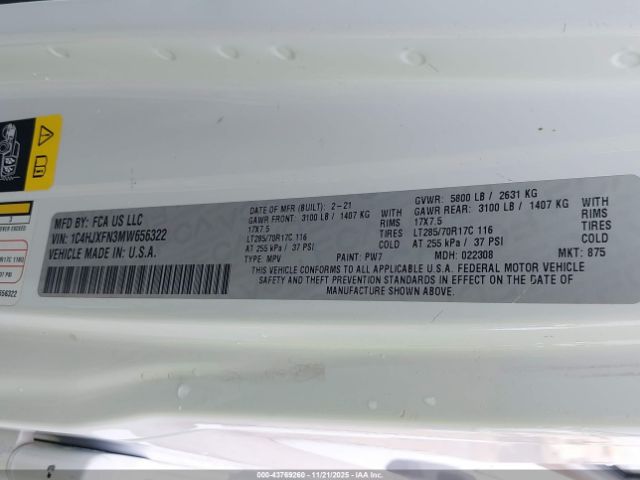 MFD BY: FCA US LLC
VIN: 1C4HJXFN3MW656322
VEHICLE MADE IN: U.S.A.
DATE OF MFR (BUILT): 2-21
GAWR FRONT: 3100 LB / 1407 KG WITH
17X7.5 RIMS
LT285/70R17C 116 TIRES
AT 255 kPa / 37 PSI
GVWR: 5800 LB / 2631 KG
GAWR REAR: 3100 LB / 1407 KG WITH
17X7.5 RIMS
LT285/70R17C 116 TIRES
AT 255 kPa / 37 PSI
TYPE: MPV PAINT: PW7 MDH: 022308 MKT: 875
THIS VEHICLE CONFORMS TO ALL APPLICABLE U.S.A. FEDERAL MOTOR VEHICLE
SAFETY AND THEFT PREVENTION STANDARDS IN EFFECT ON THE DATE OF
MANUFACTURE SHOWN ABOVE.
000-43769260 - 11/21/2025 - IAA Inc.